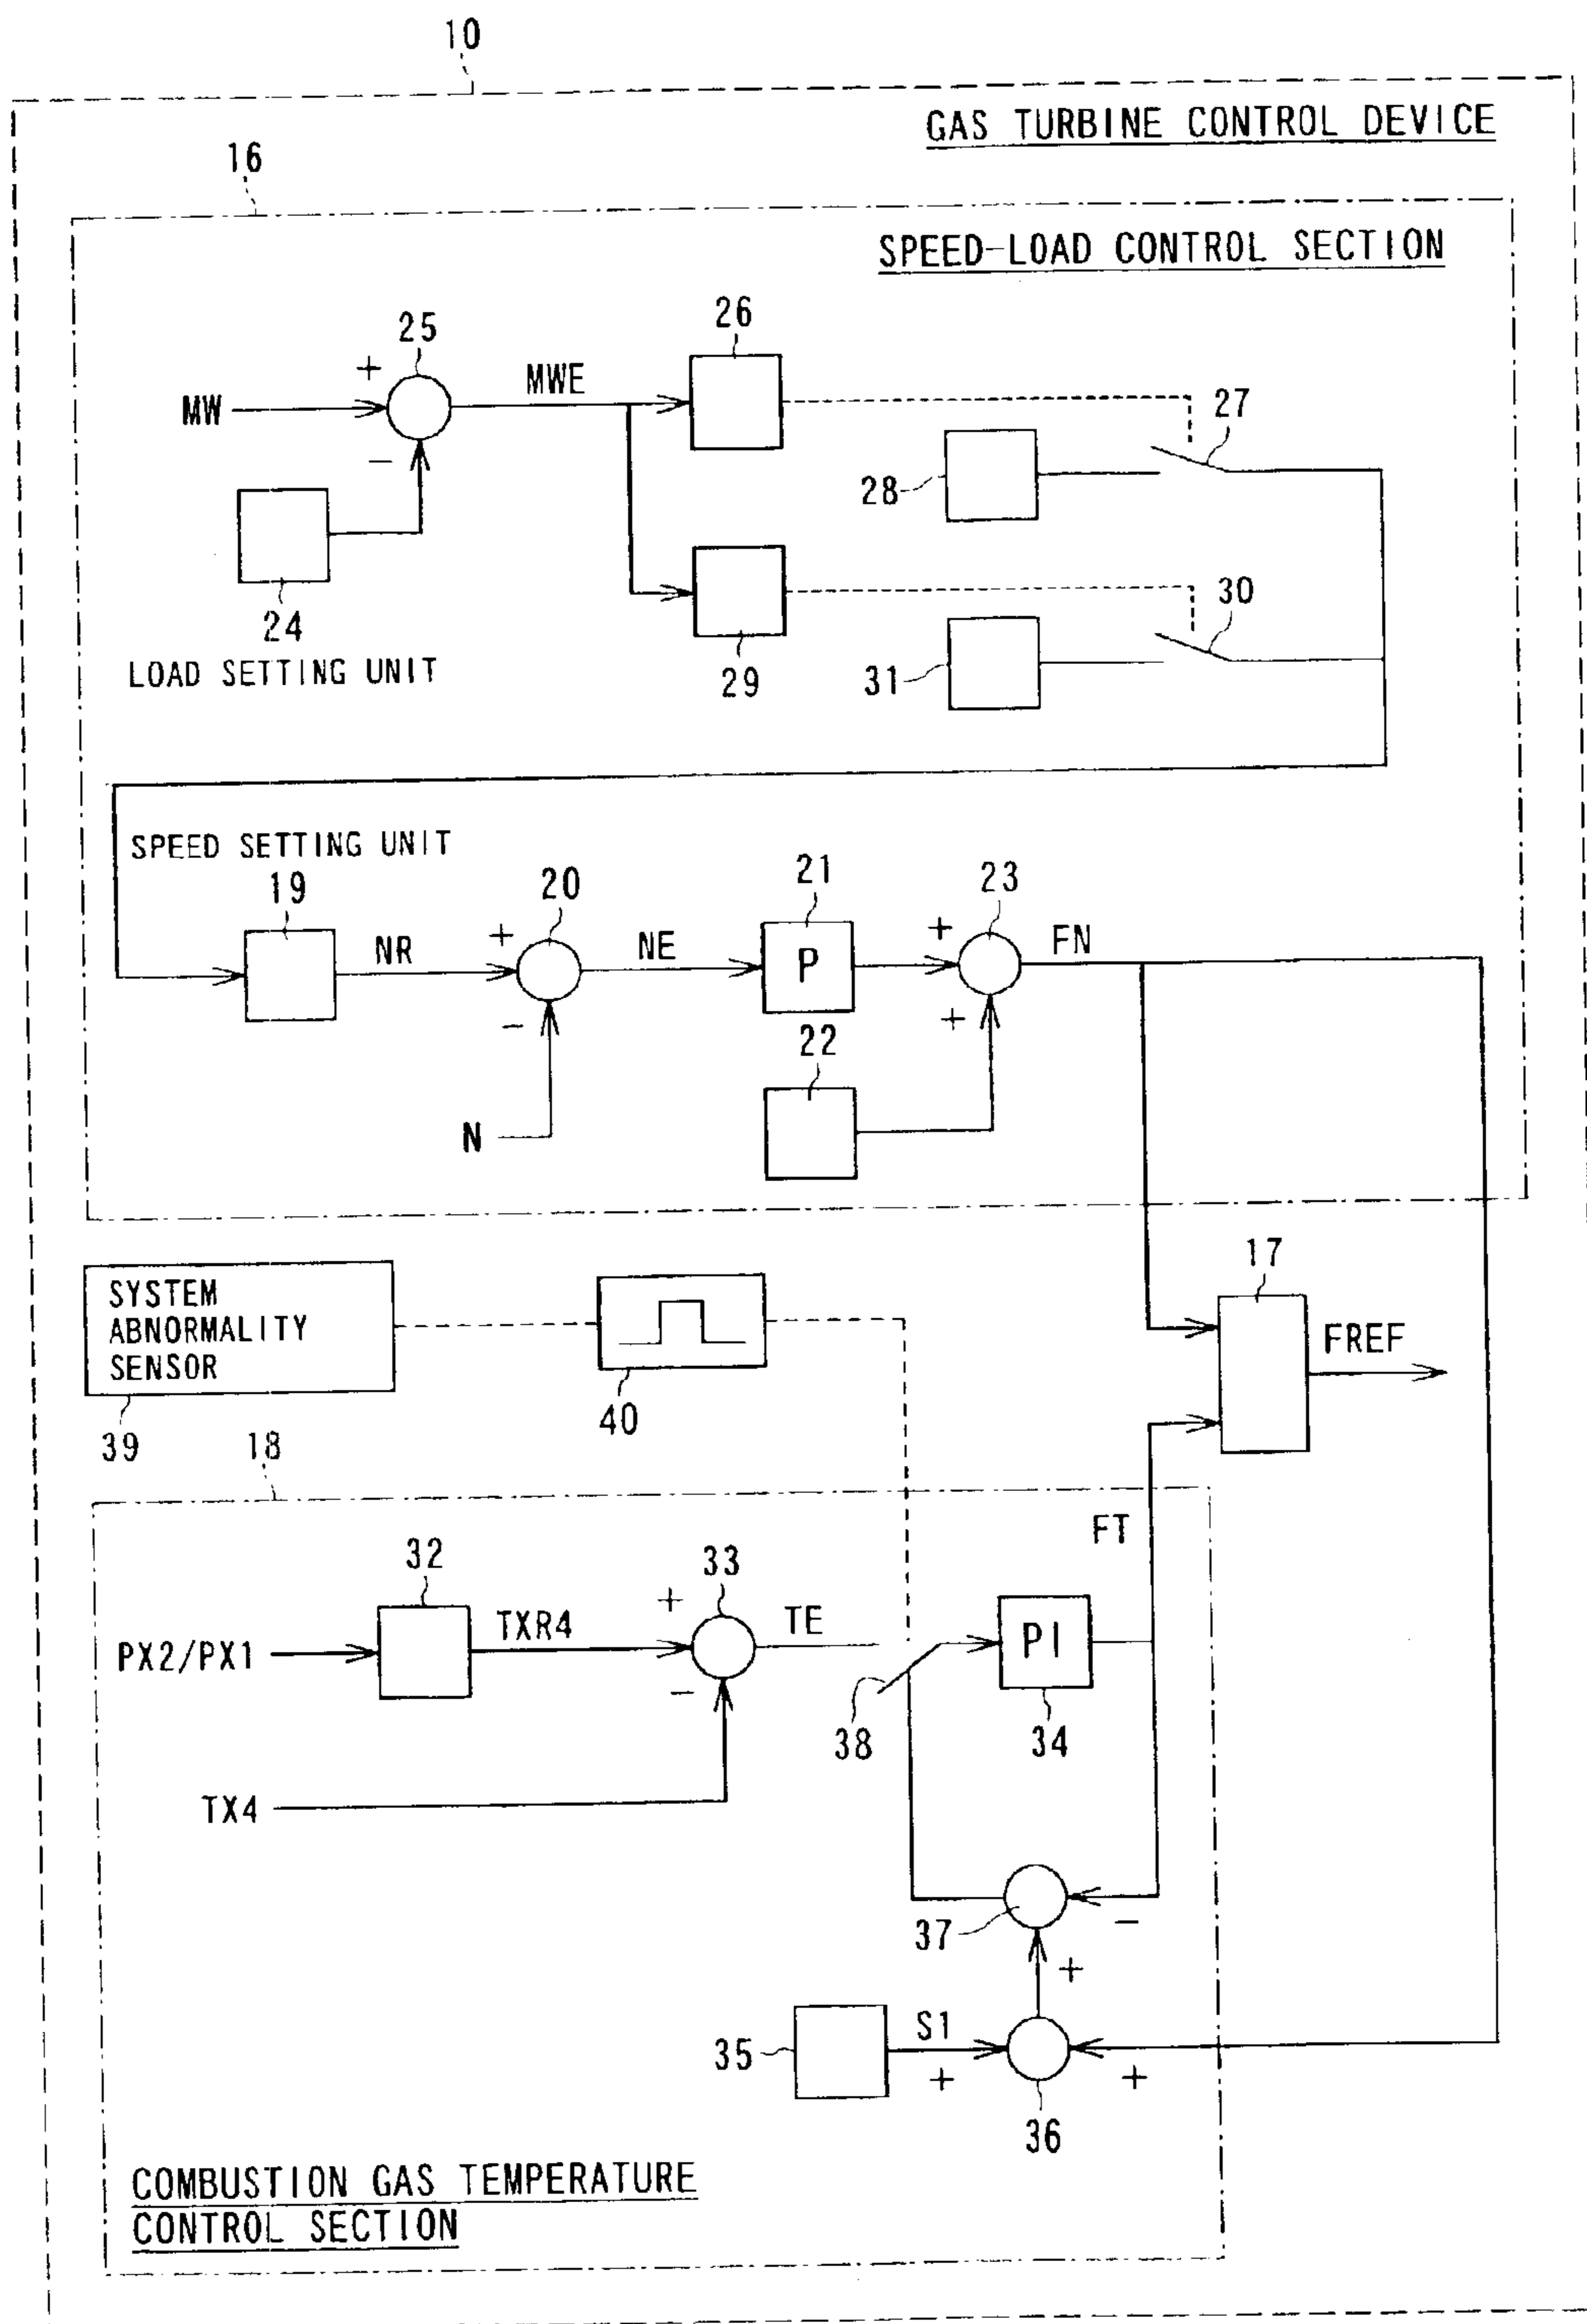 10
GAS TURBINE CONTROL DEVICE
16
SPEED-LOAD CONTROL SECTION
25
26
+
MW
MWE
27
−
28
24
LOAD SETTING UNIT
29
30
31
SPEED SETTING UNIT
19
20
21
23
NR
+
NE
P
+
FN
−
+
22
N
17
SYSTEM
ABNORMALITY
SENSOR
FREF
39
40
18
FT
32
33
+
TXR4
TE
PX2/PX1
PI
−
38
34
TX4
37
−
+
35
S1
+
+
36
COMBUSTION GAS TEMPERATURE
CONTROL SECTION